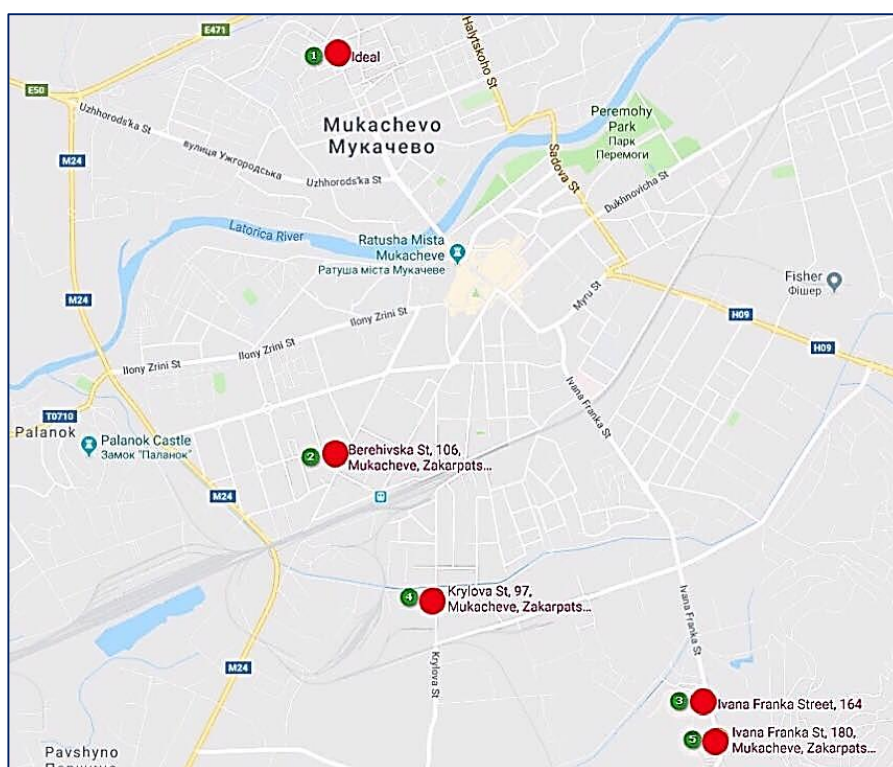 E471
Halytskoho St
1
Ideal
E50
Uzhhorods'ka St
Peremohy
Park
Парк
Перемоги
Mukachevo
Мукачево
M24
вулиця Ужгородська
Uzhhorods'ka St
Sadova St
Dukhnovicha St
Latorica River
Ratusha Mista
Mukacheve
Ратуша міста Мукачеве
Fisher
Фішер
M24
Myru St
H09
Ilony Zrini St
Ilony Zrini St
H09
Ivana Franka St
T0710
Palanok
Palanok Castle
Замок "Паланок"
2
Berehivska St, 106,
Mukacheve, Zakarpats...
M24
4
Krylova St, 97,
Mukacheve, Zakarpats...
Ivana Franka St
M24
Krylova St
3
Ivana Franka Street, 164
5
Ivana Franka St, 180,
Mukacheve, Zakarpats...
Pavshyno